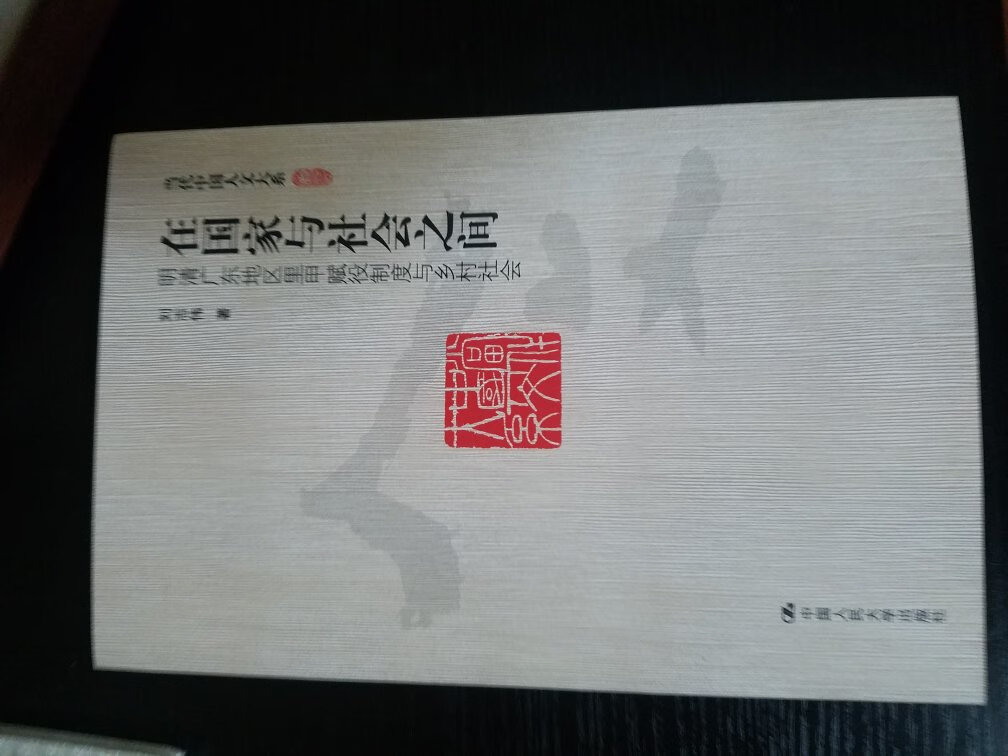 当代中国人文大系
在国家与社会之间
明清广东地区里甲赋役制度与乡村社会
刘志伟 著
中国人民大学出版社